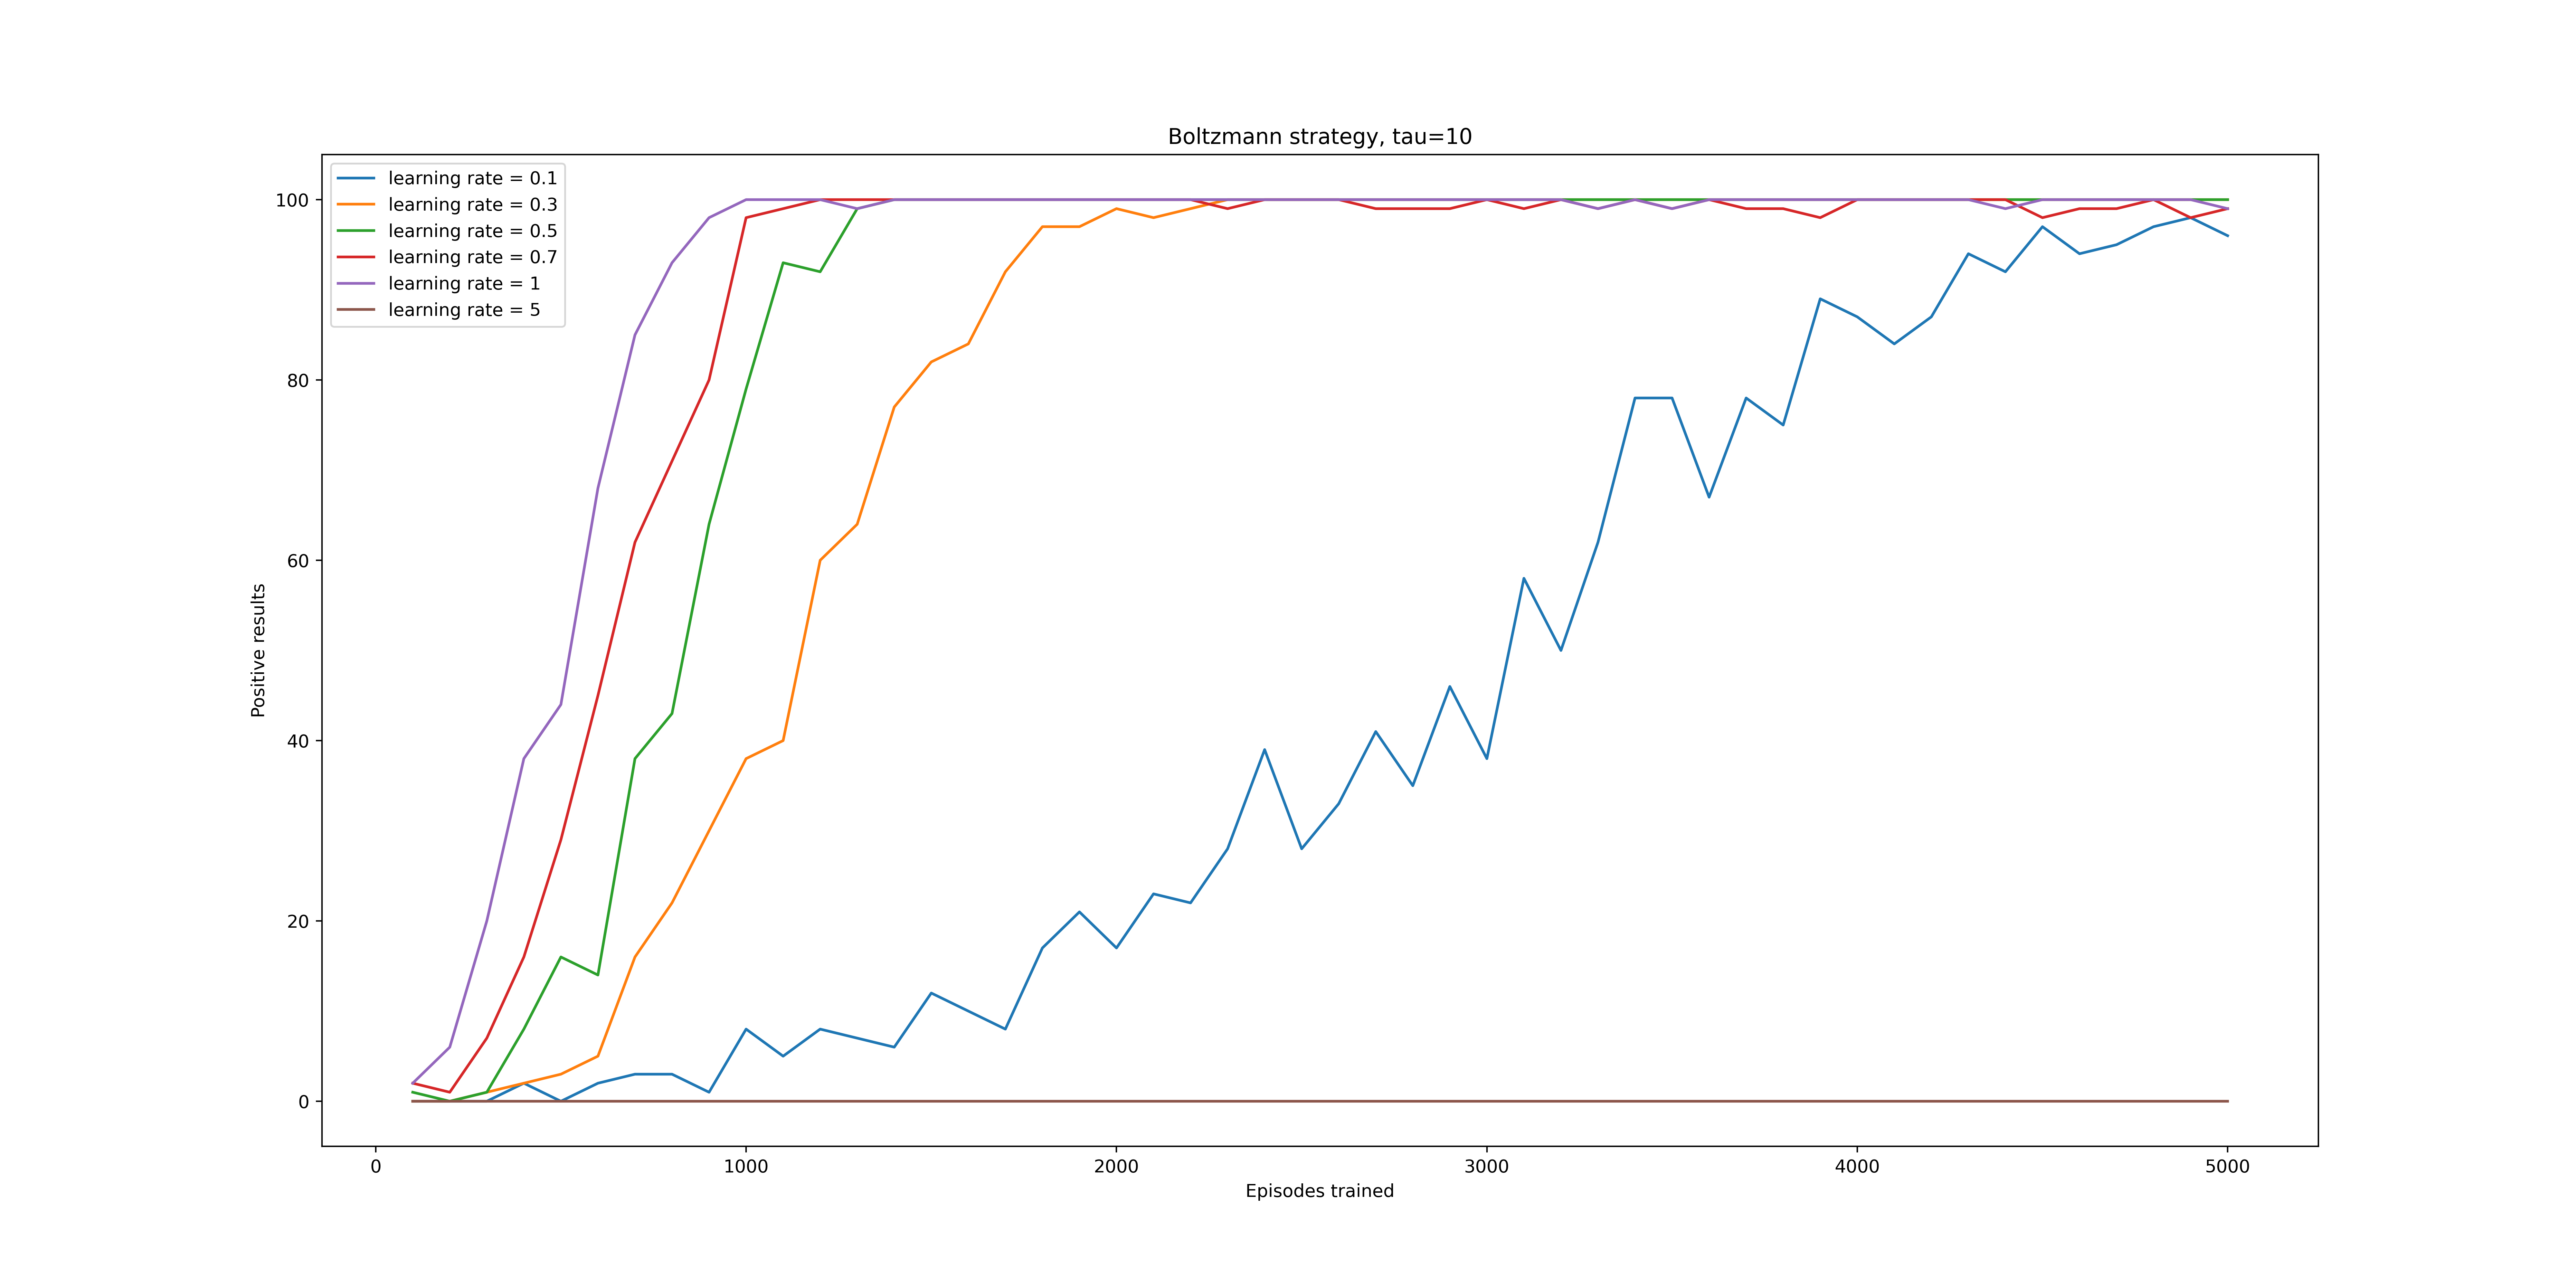 Boltzmann strategy, tau=10
learning rate = 0.1
learning rate = 0.3
learning rate = 0.5
learning rate = 0.7
learning rate = 1
learning rate = 5
100
80
60
40
20
0
Positive results
0 1000 2000 3000 4000 5000
Episodes trained